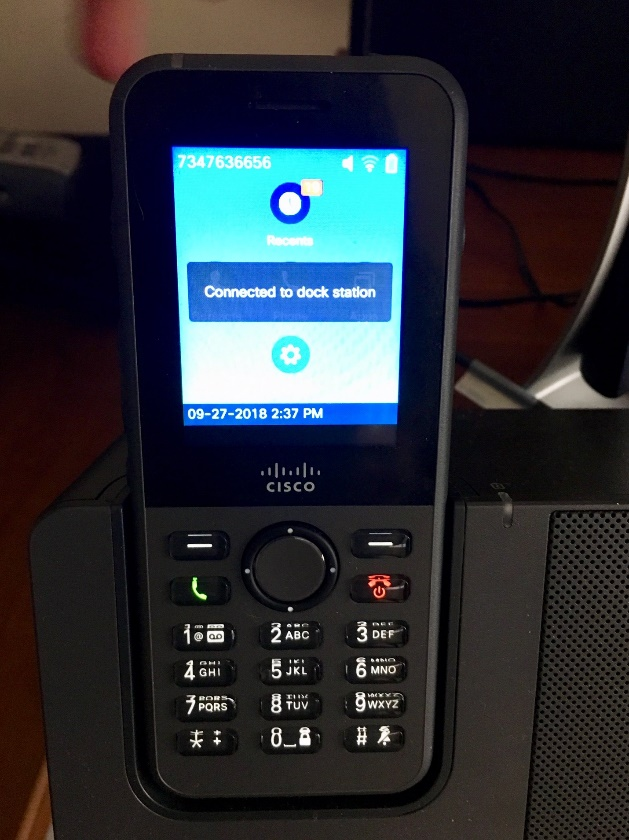 7347636656
Recents
Connected to dock station
09-27-2018 2:37 PM
CISCO
1 @
2 ABC
3 DEF
4 GHI
5 JKL
6 MNO
7 PQRS
8 TUV
9 WXYZ
* +
0_
#